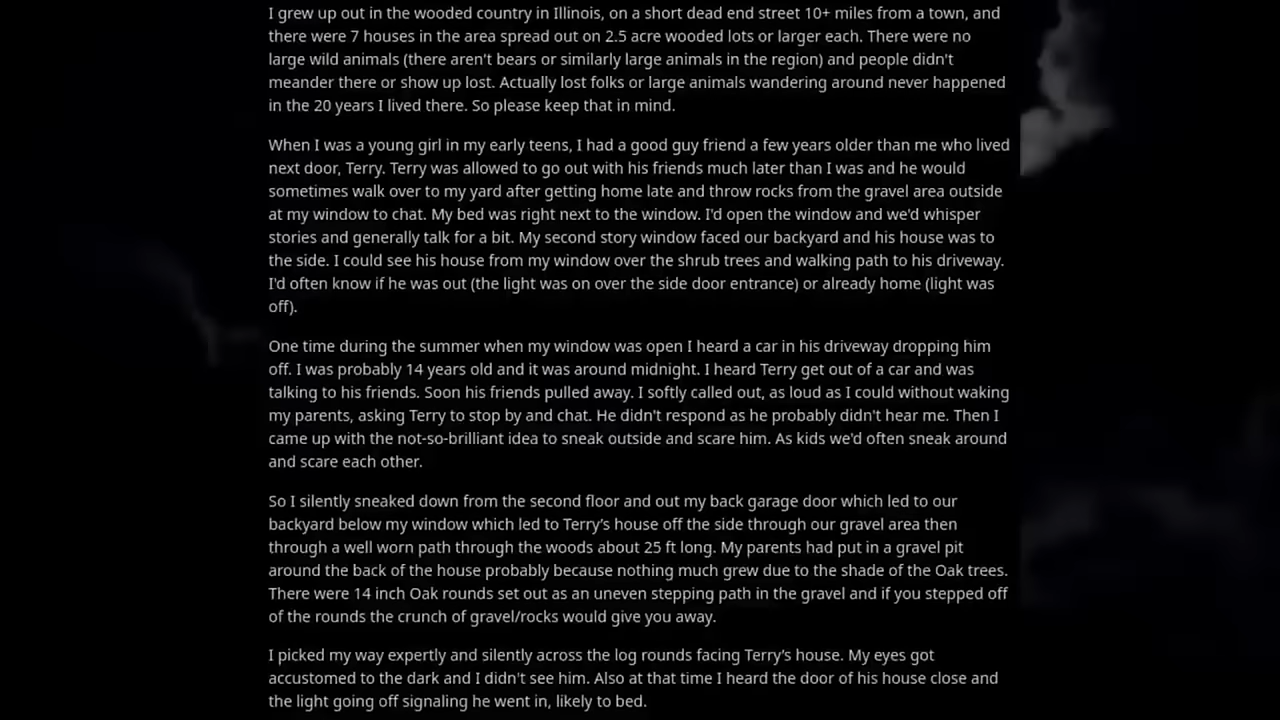 I grew up out in the wooded country in Illinois, on a short dead end street 10+ miles from a town, and
there were 7 houses in the area spread out on 2.5 acre wooded lots or larger each. There were no
large wild animals (there aren't bears or similarly large animals in the region) and people didn't
meander there or show up lost. Actually lost folks or large animals wandering around never happened
in the 20 years I lived there. So please keep that in mind.
When I was a young girl in my early teens, I had a good guy friend a few years older than me who lived
next door, Terry. Terry was allowed to go out with his friends much later than I was and he would
sometimes walk over to my yard after getting home late and throw rocks from the gravel area outside
at my window to chat. My bed was right next to the window. I'd open the window and we'd whisper
stories and generally talk for a bit. My second story window faced our backyard and his house was to
the side. I could see his house from my window over the shrub trees and walking path to his driveway.
I'd often know if he was out (the light was on over the side door entrance) or already home (light was
off).
One time during the summer when my window was open I heard a car in his driveway dropping him
off. I was probably 14 years old and it was around midnight. I heard Terry get out of a car and was
talking to his friends. Soon his friends pulled away. I softly called out, as loud as I could without waking
my parents, asking Terry to stop by and chat. He didn't respond as he probably didn't hear me. Then I
came up with the not-so-brilliant idea to sneak outside and scare him. As kids we'd often sneak around
and scare each other.
So I silently sneaked down from the second floor and out my back garage door which led to our
backyard below my window which led to Terry's house off the side through our gravel area then
through a well worn path through the woods about 25 ft long. My parents had put in a gravel pit
around the back of the house probably because nothing much grew due to the shade of the Oak trees.
There were 14 inch Oak rounds set out as an uneven stepping path in the gravel and if you stepped off
of the rounds the crunch of gravel/rocks would give you away.
I picked my way expertly and silently across the log rounds facing Terry's house. My eyes got
accustomed to the dark and I didn't see him. Also at that time I heard the door of his house close and
the light going off signaling he went in, likely to bed.